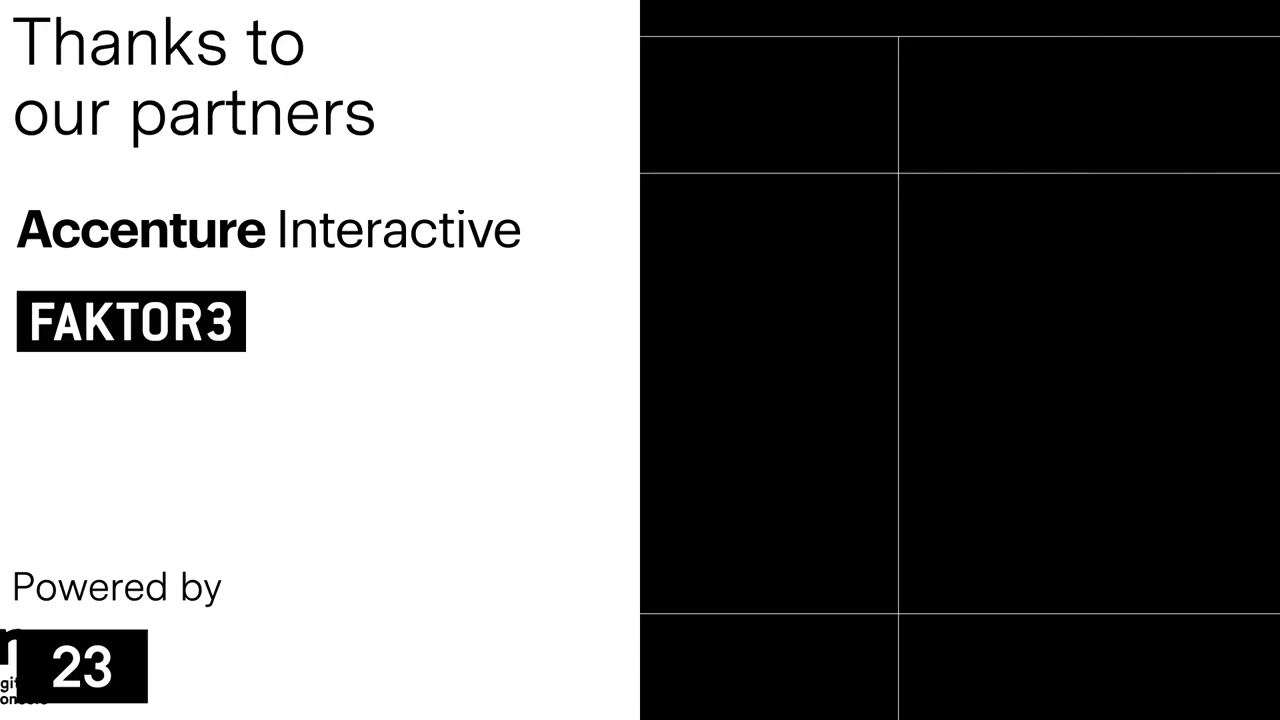 Thanks to
our partners
Accenture Interactive
FAKTOR3
Powered by
23